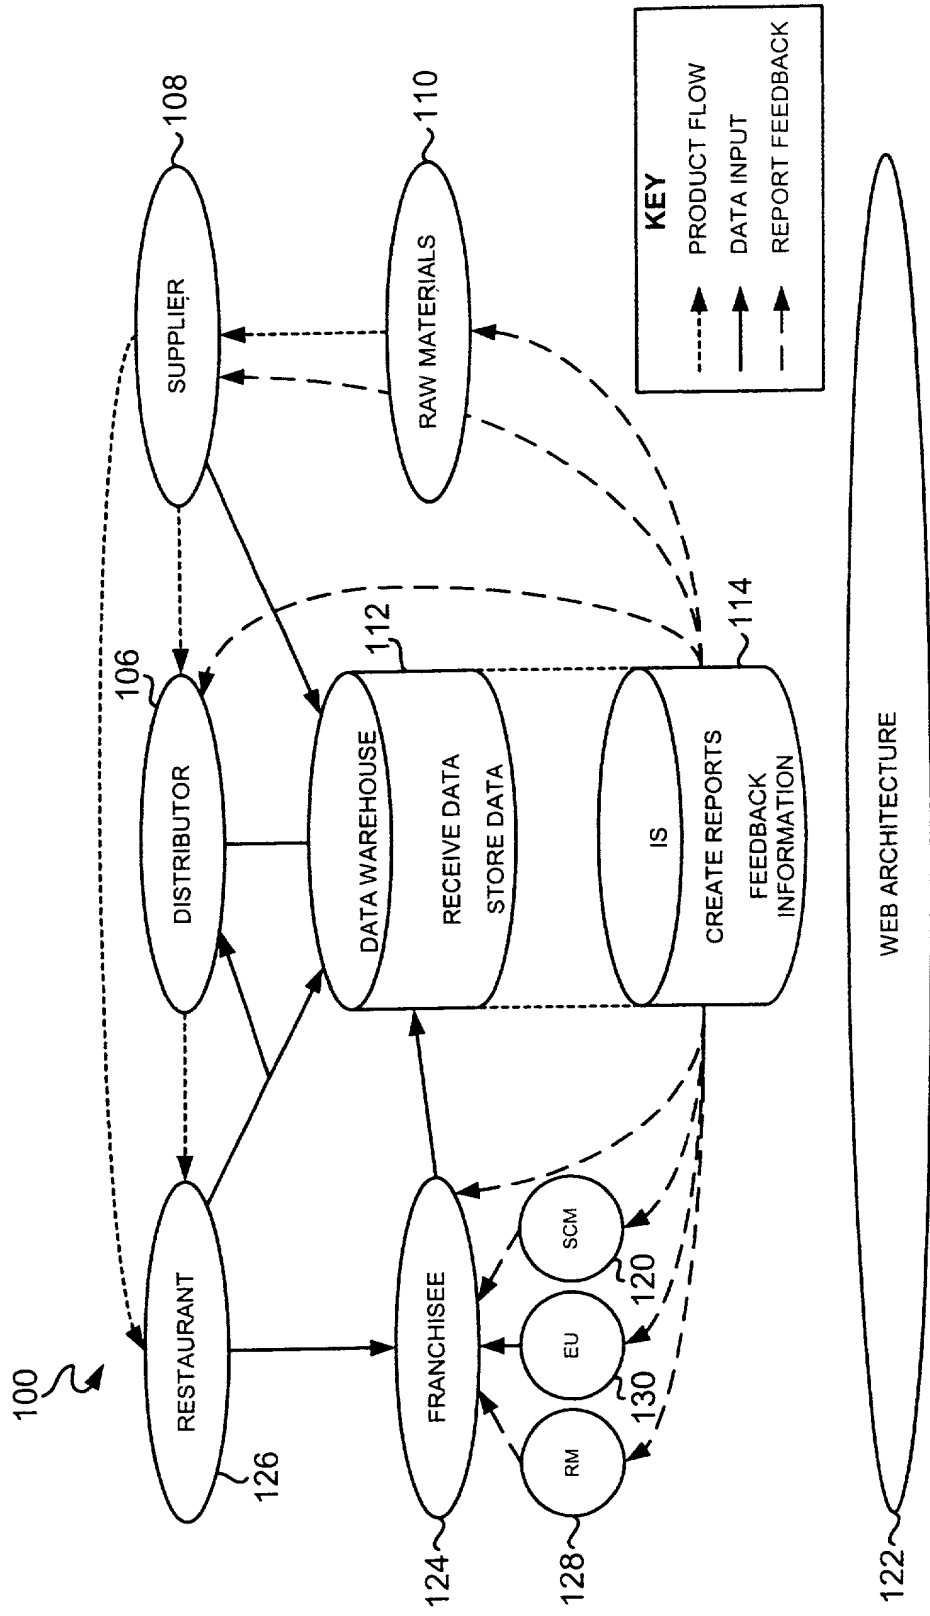 100
RESTAURANT
126
DISTRIBUTOR
106
SUPPLIER
108
FRANCHISEE
124
DATA WAREHOUSE
RECEIVE DATA
STORE DATA
112
RAW MATERIALS
110
RM
128
EU
130
SCM
120
IS
CREATE REPORTS
FEEDBACK
INFORMATION
114
KEY
PRODUCT FLOW
DATA INPUT
REPORT FEEDBACK
WEB ARCHITECTURE
122